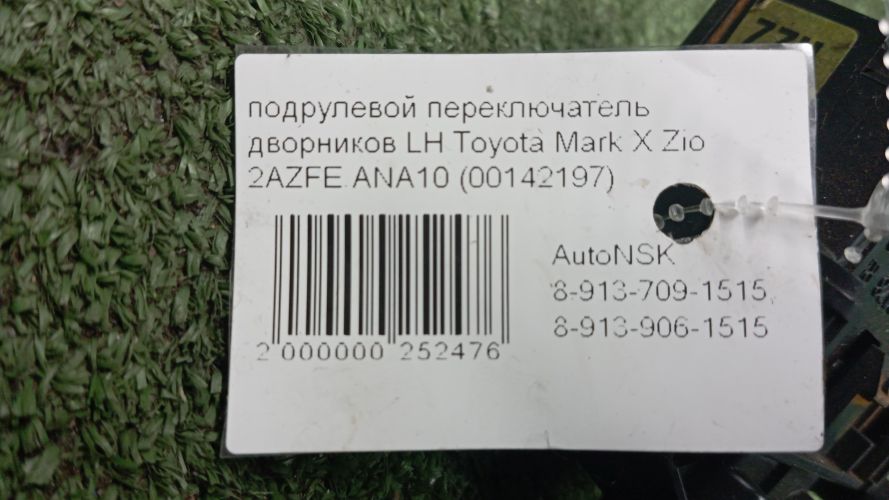 подрулевой переключатель
дворников LH Toyota Mark X Zio
2AZFE ANA10 (00142197)
AutoNSK
8-913-709-1515,
8-913-906-1515
2 000000 252476